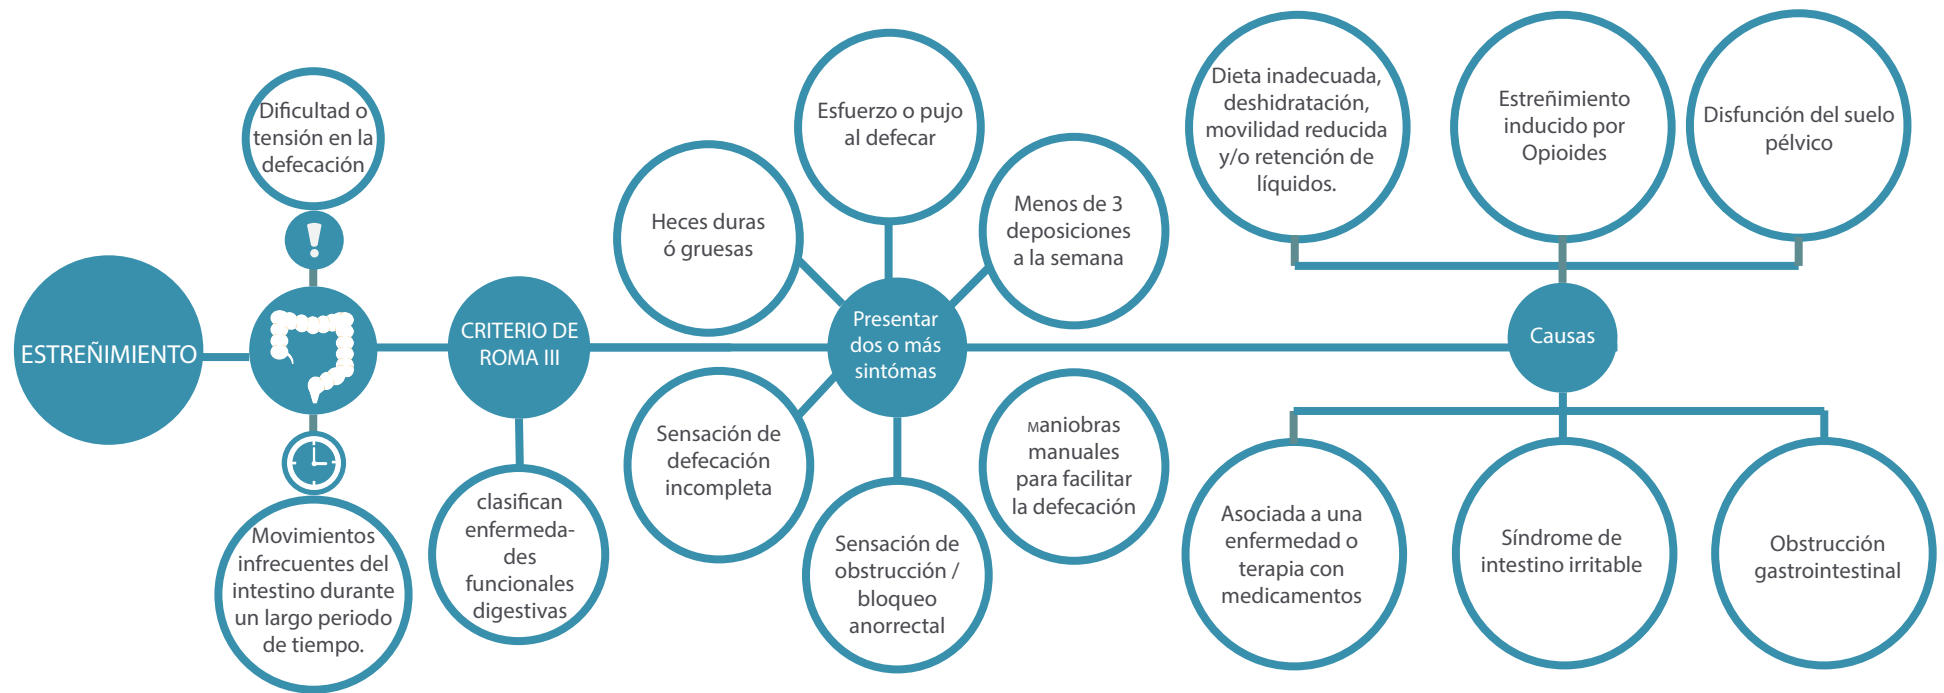 ESTREÑIMIENTO
Dificultad o
tensión en la
defecación
Movimientos
infrecuentes del
intestino durante
un largo periodo
de tiempo.
CRITERIO DE
ROMA III
clasifican
enfermeda-
des
funcionales
digestivas
Presentar
dos o más
sintómas
Heces duras
ó gruesas
Esfuerzo o pujo
al defecar
Menos de 3
deposiciones
a la semana
Sensación de
defecación
incompleta
Sensación de
obstrucción /
bloqueo
anorrectal
Maniobras
manuales
para facilitar
la defecación
Causas
Dieta inadecuada,
deshidratación,
movilidad reducida
y/o retención de
líquidos.
Estreñimiento
inducido por
Opioides
Disfunción del suelo
pélvico
Asociada a una
enfermedad o
terapia con
medicamentos
Síndrome de
intestino irritable
Obstrucción
gastrointestinal